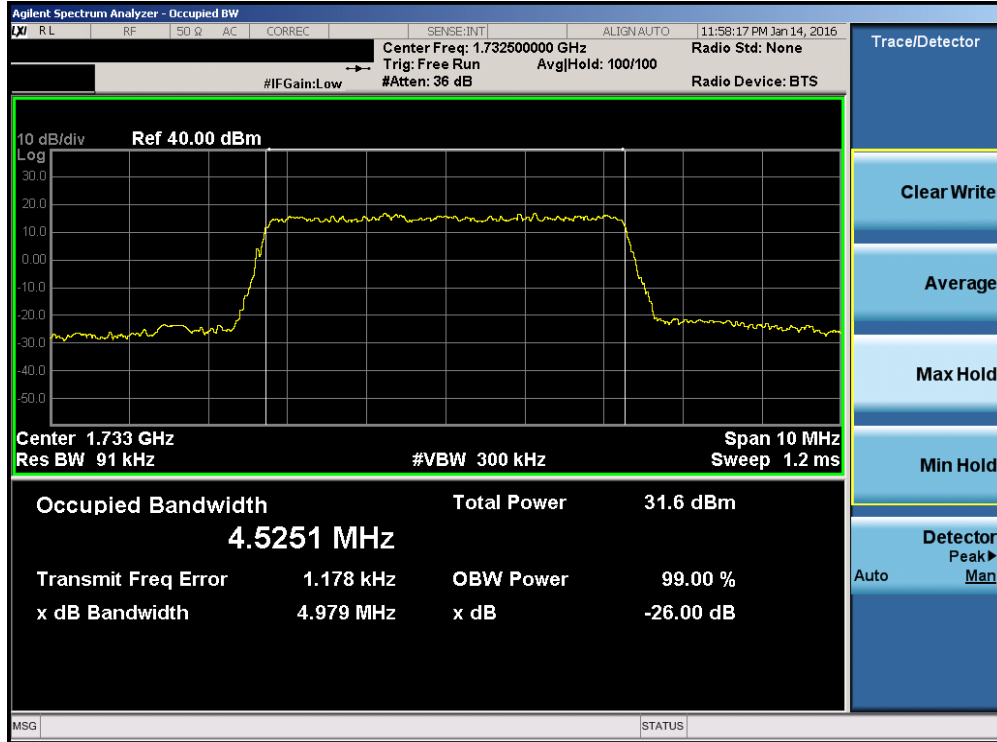 Agilent Spectrum Analyzer - Occupied BW
LXI RL RF 50 Ω AC CORREC SENSE:INT ALIGN AUTO 11:58:17 PM Jan 14, 2016
Center Freq: 1.732500000 GHz Radio Std: None
Trig: Free Run Avg|Hold: 100/100
#IFGain:Low #Atten: 36 dB Radio Device: BTS
10 dB/div Ref 40.00 dBm
Log
30.0
20.0
10.0
0.00
-10.0
-20.0
-30.0
-40.0
-50.0
Center 1.733 GHz Span 10 MHz
Res BW 91 kHz #VBW 300 kHz Sweep 1.2 ms
Occupied Bandwidth Total Power 31.6 dBm
4.5251 MHz
Transmit Freq Error 1.178 kHz OBW Power 99.00 %
x dB Bandwidth 4.979 MHz x dB -26.00 dB
MSG STATUS
Trace/Detector
Clear Write
Average
Max Hold
Min Hold
Detector
Peak▶
Auto Man